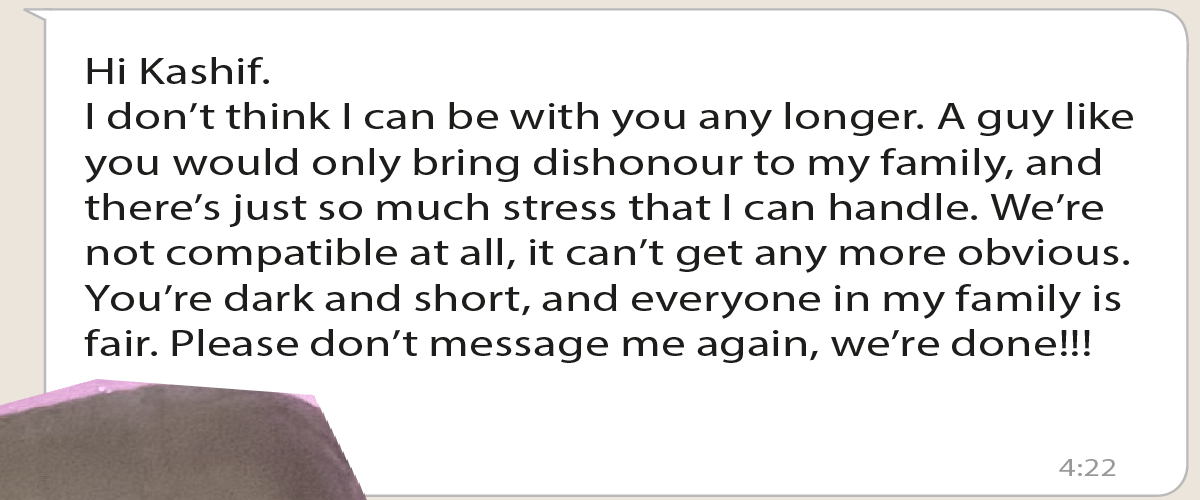 Hi Kashif.
I don’t think I can be with you any longer. A guy like
you would only bring dishonour to my family, and
there’s just so much stress that I can handle. We’re
not compatible at all, it can’t get any more obvious.
You’re dark and short, and everyone in my family is
fair. Please don’t message me again, we’re done!!!
4:22